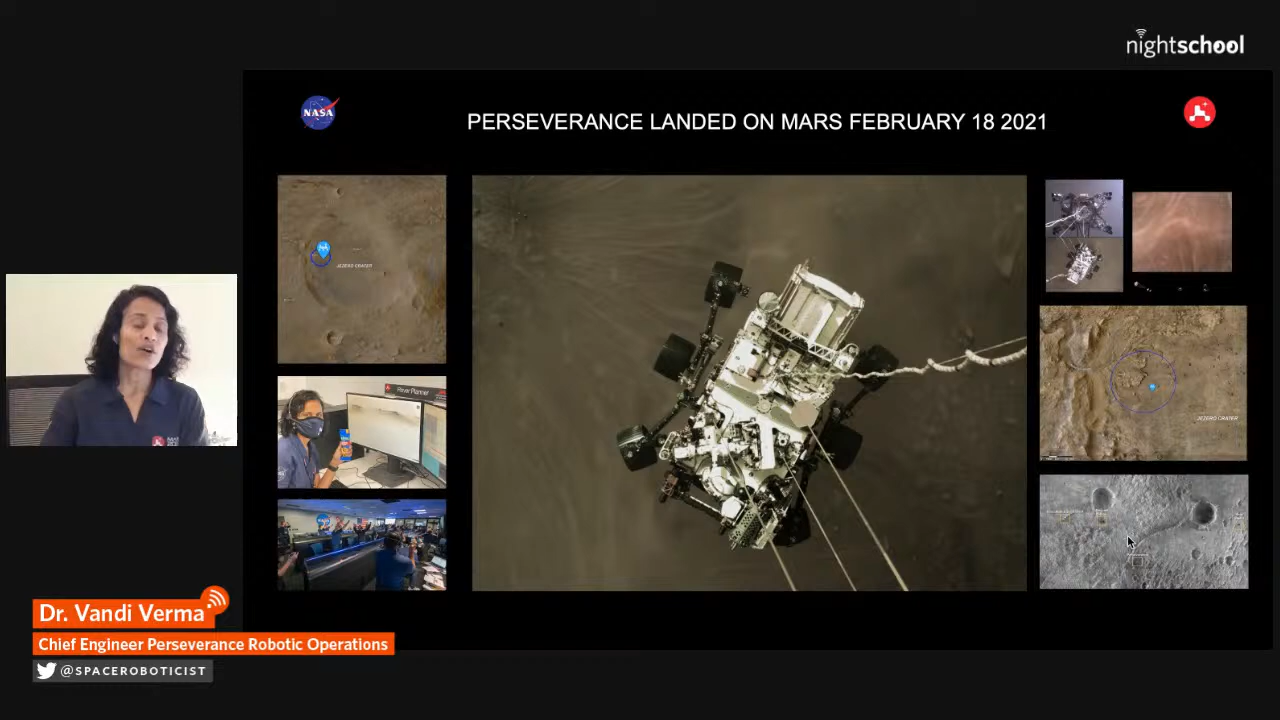 nightschool
NASA
PERSEVERANCE LANDED ON MARS FEBRUARY 18 2021
JEZERO CRATER
Rover Planner
JEZERO CRATER
Dr. Vandi Verma
Chief Engineer Perseverance Robotic Operations
@SPACEROBOTICIST